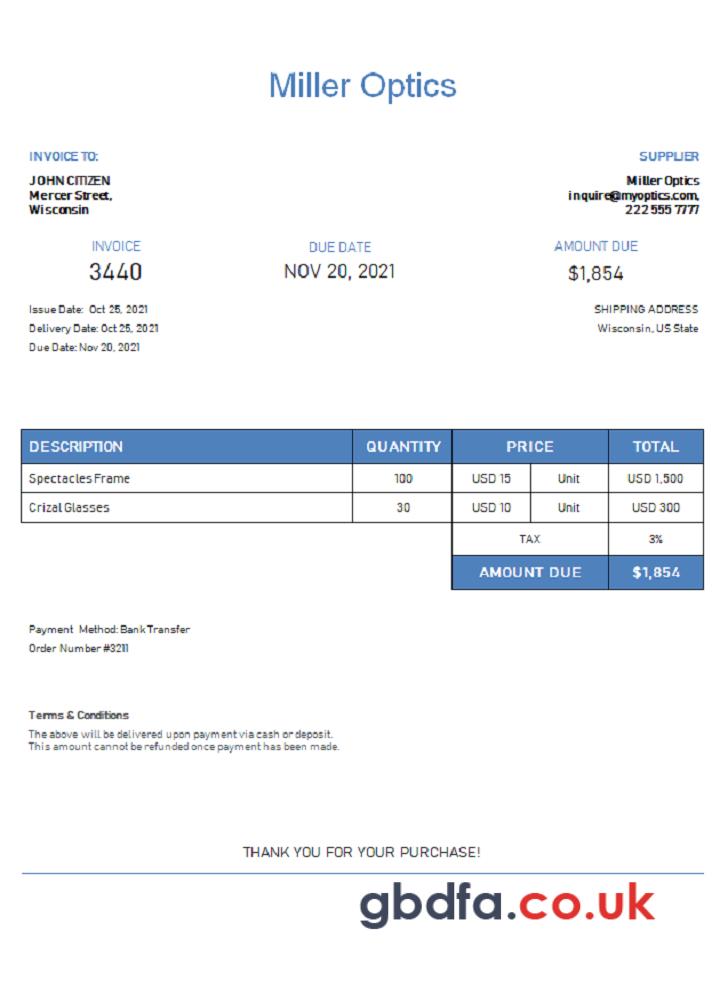 Miller Optics
INVOICE TO:
JOHN CITIZEN
Mercer Street,
Wisconsin
SUPPLIER
Miller Optics
inquire@myoptics.com,
222 555 7777
INVOICE
3440
DUE DATE
NOV 20, 2021
AMOUNT DUE
$1,854
Issue Date: Oct 25, 2021
Delivery Date: Oct 25, 2021
Due Date: Nov 20, 2021
SHIPPING ADDRESS
Wisconsin, US State
DESCRIPTION QUANTITY PRICE TOTAL
Spectacles Frame 100 USD 15 Unit USD 1,500
Crizal Glasses 30 USD 10 Unit USD 300
TAX 3%
AMOUNT DUE $1,854
Payment Method: Bank Transfer
Order Number #3211
Terms & Conditions
The above will be delivered upon payment via cash or deposit.
This amount cannot be refunded once payment has been made.
THANK YOU FOR YOUR PURCHASE!
gbdfa.co.uk